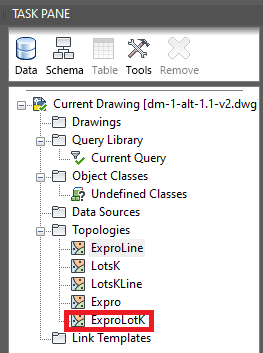 TASK PANE
Data Schema Table Tools Remove
Current Drawing [dm-1-alt-1.1-v2.dwg
Drawings
Query Library
Current Query
Object Classes
Undefined Classes
Data Sources
Topologies
ExproLine
LotsK
LotsKLine
Expro
ExproLotK
Link Templates